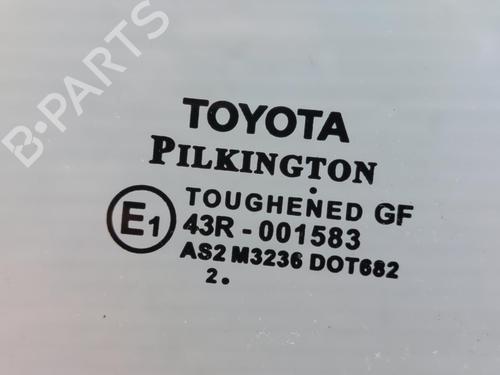 B-PARTS
TOYOTA
PILKINGTON
E1
TOUGHENED GF
43R-001583
AS2 M3236 DOT682
2.